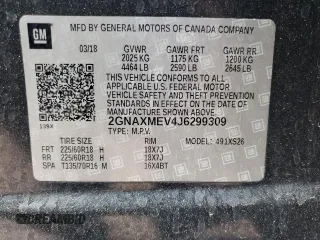 GM
MFD BY GENERAL MOTORS OF CANADA COMPANY
03/18 GVWR GAWR FRT GAWR RR
2025 KG 1175 KG 1200 KG
4464 LB 2590 LB 2645 LB
THIS VEHICLE CONFORMS TO ALL APPLICABLE U.S. FEDERAL MOTOR
VEHICLE SAFETY, BUMPER, AND THEFT PREVENTION STANDARDS
IN EFFECT ON THE DATE OF MANUFACTURE SHOWN ABOVE.
2GNAXMEV4J6299309
TYPE: M.P.V.
TIRE SIZE RIM MODEL: 491XS26
FRT 225/60R18 H 18X7J
RR 225/60R18 H 18X7J
SPA T135/70R16 M 16X4BT